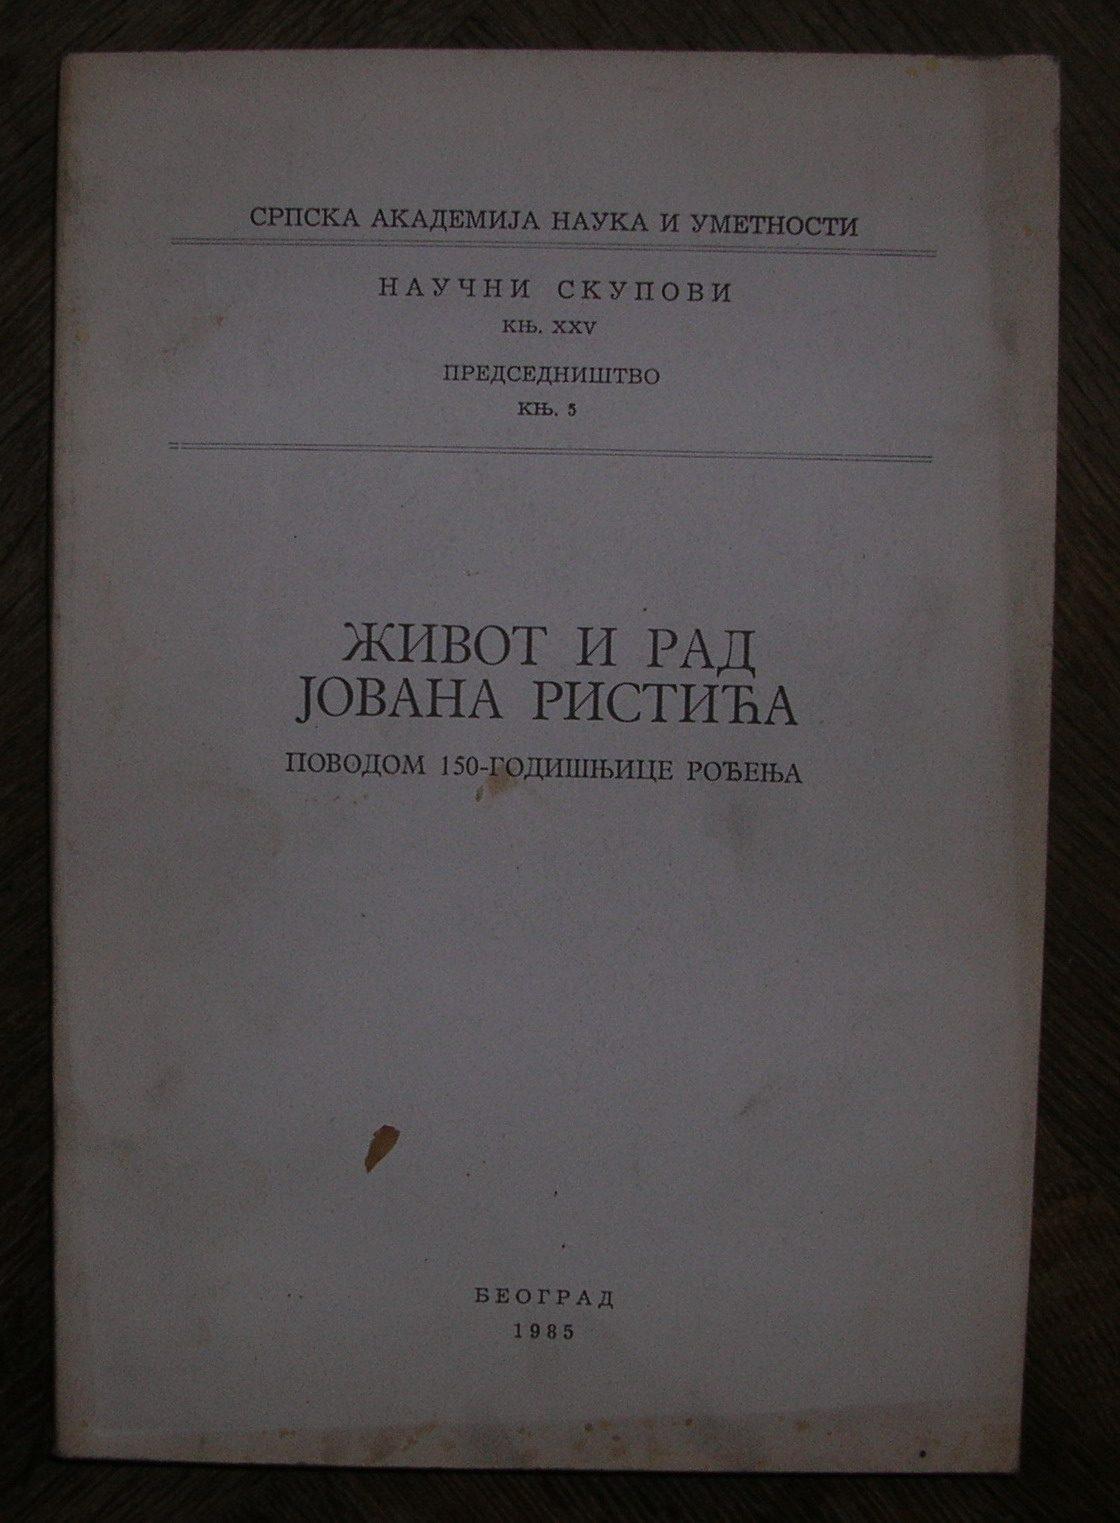 СРПСКА АКАДЕМИЈА НАУКА И УМЕТНОСТИ
НАУЧНИ СКУПОВИ
КЊ. XXV
ПРЕДСЕДНИШТВО
КЊ. 5
ЖИВОТ И РАД
ЈОВАНА РИСТИЋА
ПОВОДОМ 150-ГОДИШЊИЦЕ РОЂЕЊА
БЕОГРАД
1985